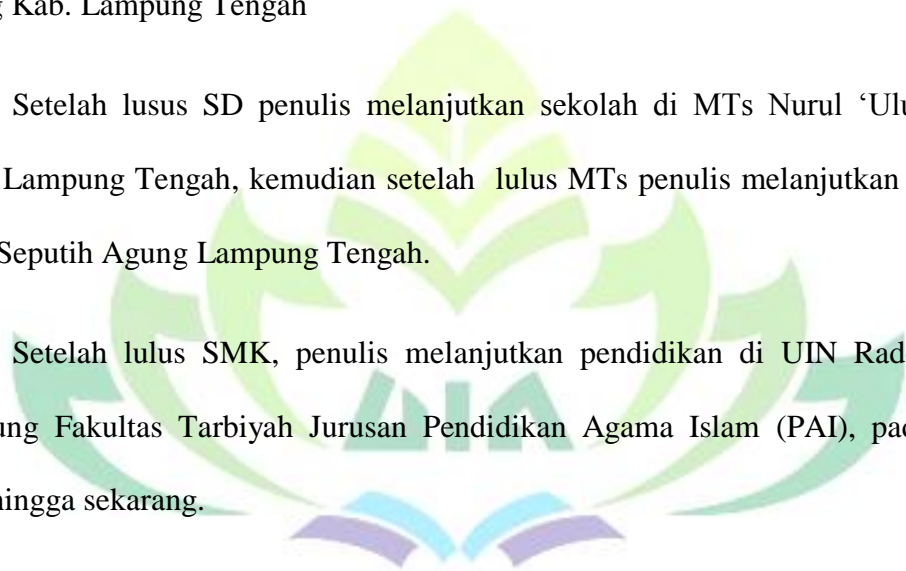 Kab. Lampung Tengah
Setelah lusus SD penulis melanjutkan sekolah di MTs Nurul ‘Ulu
Lampung Tengah, kemudian setelah lulus MTs penulis melanjutkan
Seputih Agung Lampung Tengah.
Setelah lulus SMK, penulis melanjutkan pendidikan di UIN Rad
ung Fakultas Tarbiyah Jurusan Pendidikan Agama Islam (PAI), pad
hingga sekarang.